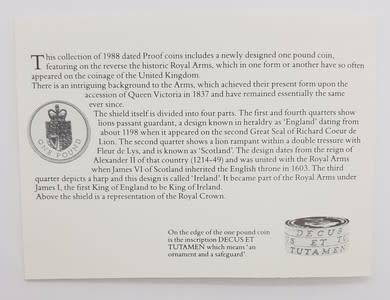 This collection of 1988 dated Proof coins includes a newly designed one pound coin,
featuring on the reverse the historic Royal Arms, which in one form or another have so often
appeared on the coinage of the United Kingdom.
There is an intriguing background to the Arms, which achieved their present form upon the
accession of Queen Victoria in 1837 and have remained essentially the same
ever since.
The shield itself is divided into four parts. The first and fourth quarters show
lions passant guardant, a design known in heraldry as 'England' dating from
about 1198 when it appeared on the second Great Seal of Richard Coeur de
Lion. The second quarter shows a lion rampant within a double tressure with
Fleur de Lys, and is known as 'Scotland'. The design dates from the reign of
Alexander II of that country (1214-49) and was united with the Royal Arms
when James VI of Scotland inherited the English throne in 1603. The third
quarter depicts a harp and this design is called 'Ireland'. It became part of the Royal Arms under
James I, the first King of England to be King of Ireland.
Above the shield is a representation of the Royal Crown.
ONE POUND
On the edge of the one pound coin
is the inscription DECUS ET
TUTAMEN which means 'an
ornament and a safeguard'.
DECUS
ET TU
TUTAMEN